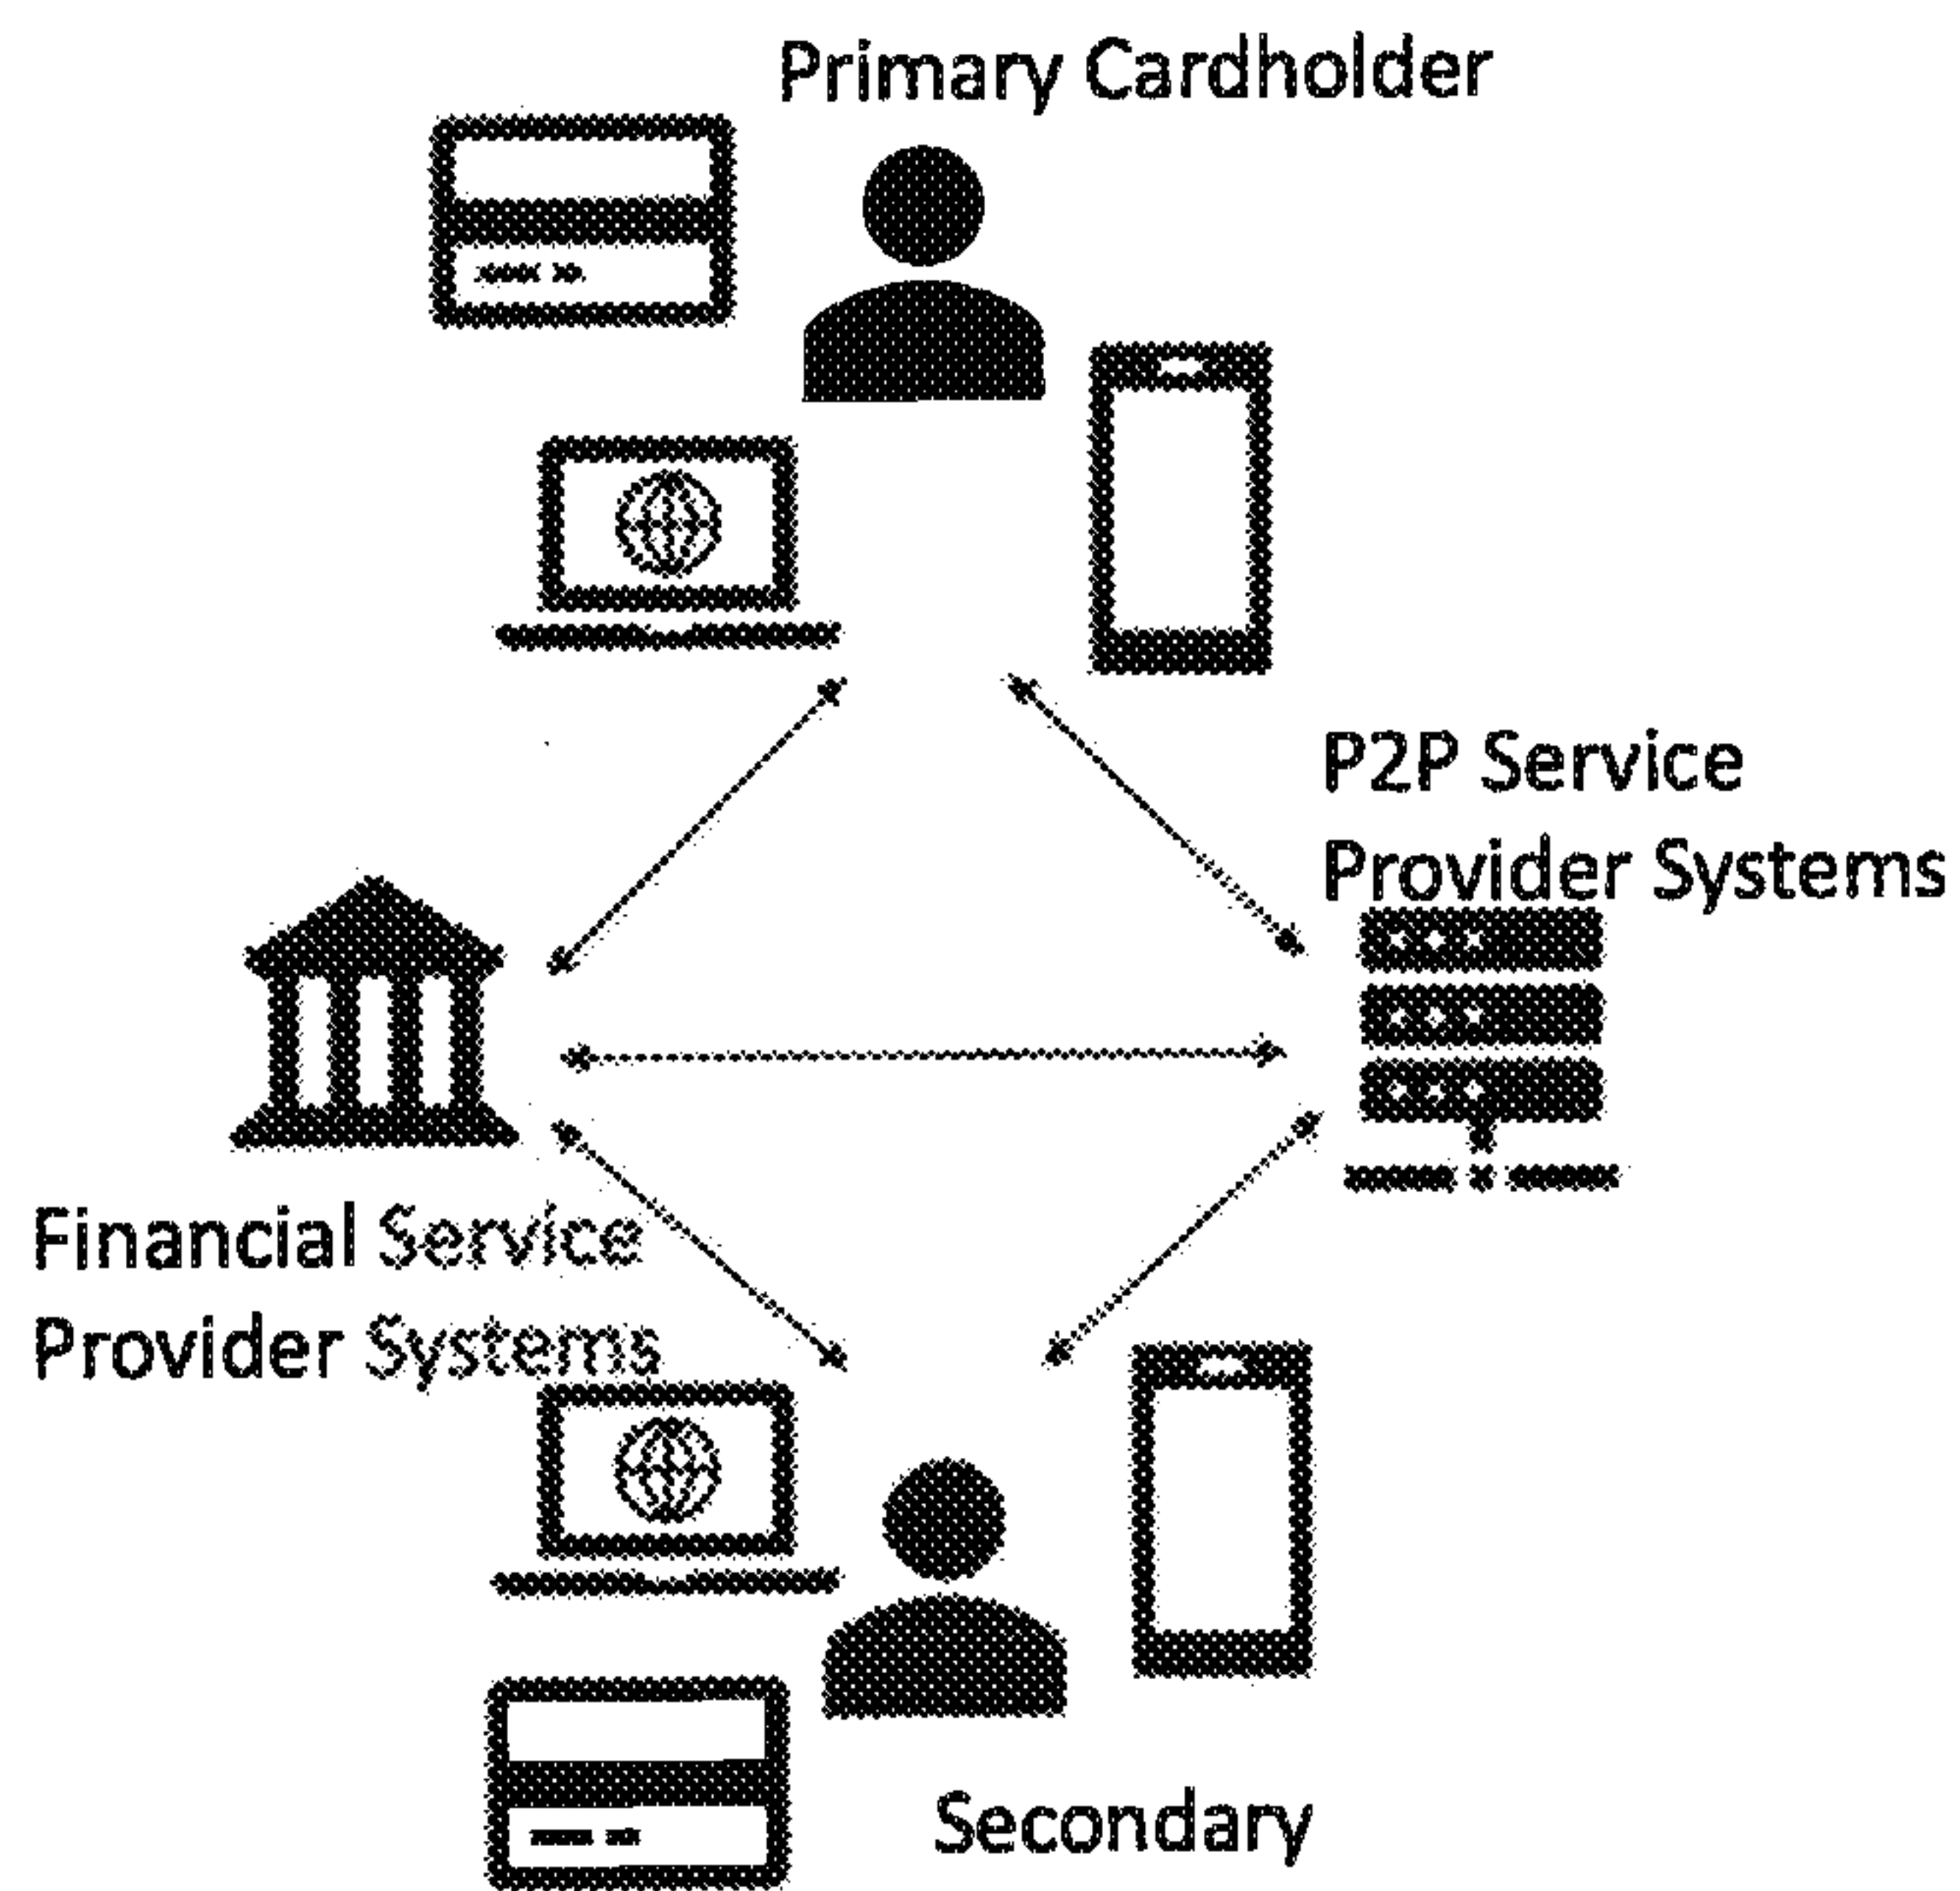 Primary Cardholder
P2P Service
Provider Systems
Financial Service
Provider Systems
Secondary